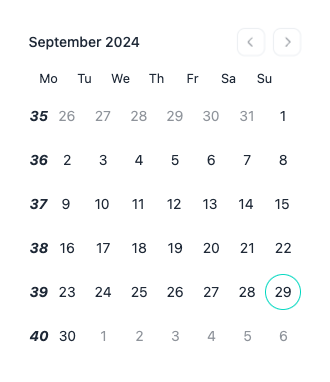 September 2024
Mo Tu We Th Fr Sa Su
35 26 27 28 29 30 31 1
36 2 3 4 5 6 7 8
37 9 10 11 12 13 14 15
38 16 17 18 19 20 21 22
39 23 24 25 26 27 28 29
40 30 1 2 3 4 5 6